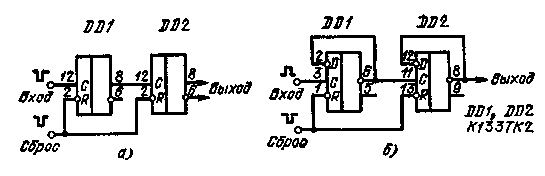 DD1 DD2 DD1 DD2
12 8 12 8
C C
2 6 2 6
R R
Вход Выход
Сброс
а)
2 D 6 12 D 8
3 C 11 C
1 R 5 13 R 9
Вход Выход
Сброс
б)
DD1, DD2
К133ТК2